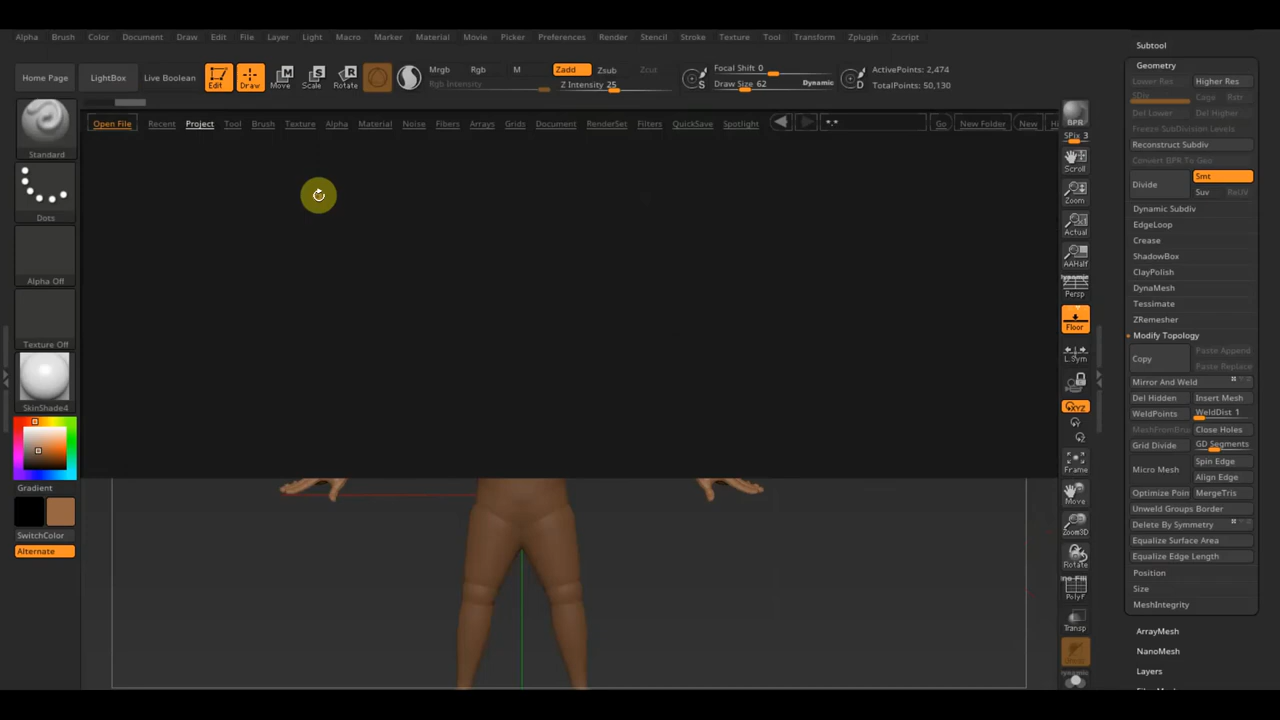 Alpha Brush Color Document Draw Edit File Layer Light Macro Marker Material Movie Picker Preferences Render Stencil Stroke Texture Tool Transform Zplugin Zscript
Home Page LightBox Live Boolean Edit Draw Move Scale Rotate
Mrgb Rgb M Zadd Zsub Zcut
Rgb Intensity Z Intensity 25
S Focal Shift 0
Draw Size 62 Dynamic
D ActivePoints: 2,474
TotalPoints: 50,130
Open File Recent Project Tool Brush Texture Alpha Material Noise Fibers Arrays Grids Document RenderSet Filters QuickSave Spotlight Go New Folder New
Standard
Dots
Alpha Off
Texture Off
SkinShade4
Gradient
SwitchColor
Alternate
BPR
SPix 3
Scroll
Zoom
Actual
AAHalf
Persp
Floor
L.Sym
XYZ
Frame
Move
Zoom3D
Rotate
PolyF
Transp
Subtool
Geometry
Lower Res Higher Res
SDiv Cage Rstr
Del Lower Del Higher
Freeze SubDivision Levels
Reconstruct Subdiv
Convert BPR To Geo
Divide Smt
Suv ReUV
Dynamic Subdiv
EdgeLoop
Crease
ShadowBox
ClayPolish
DynaMesh
Tessimate
ZRemesher
Modify Topology
Copy Paste Append
Paste Replace
Mirror And Weld
Del Hidden Insert Mesh
WeldPoints WeldDist 1
MeshFromBru Close Holes
Grid Divide GD Segments
Micro Mesh Spin Edge
Align Edge
Optimize Poin MergeTris
Unweld Groups Border
Delete By Symmetry
Equalize Surface Area
Equalize Edge Length
Position
Size
MeshIntegrity
ArrayMesh
NanoMesh
Layers